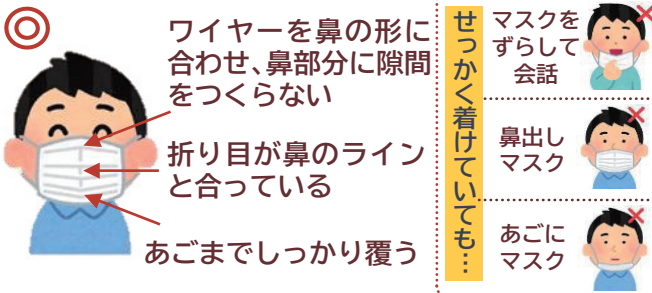 ワイヤーを鼻の形に
合わせ、鼻部分に隙間
をつくらない
折り目が鼻のライン
と合っている
あごまでしっかり覆う
せっかく着けていても…
マスクを
ずらして
会話
鼻出し
マスク
あごに
マスク